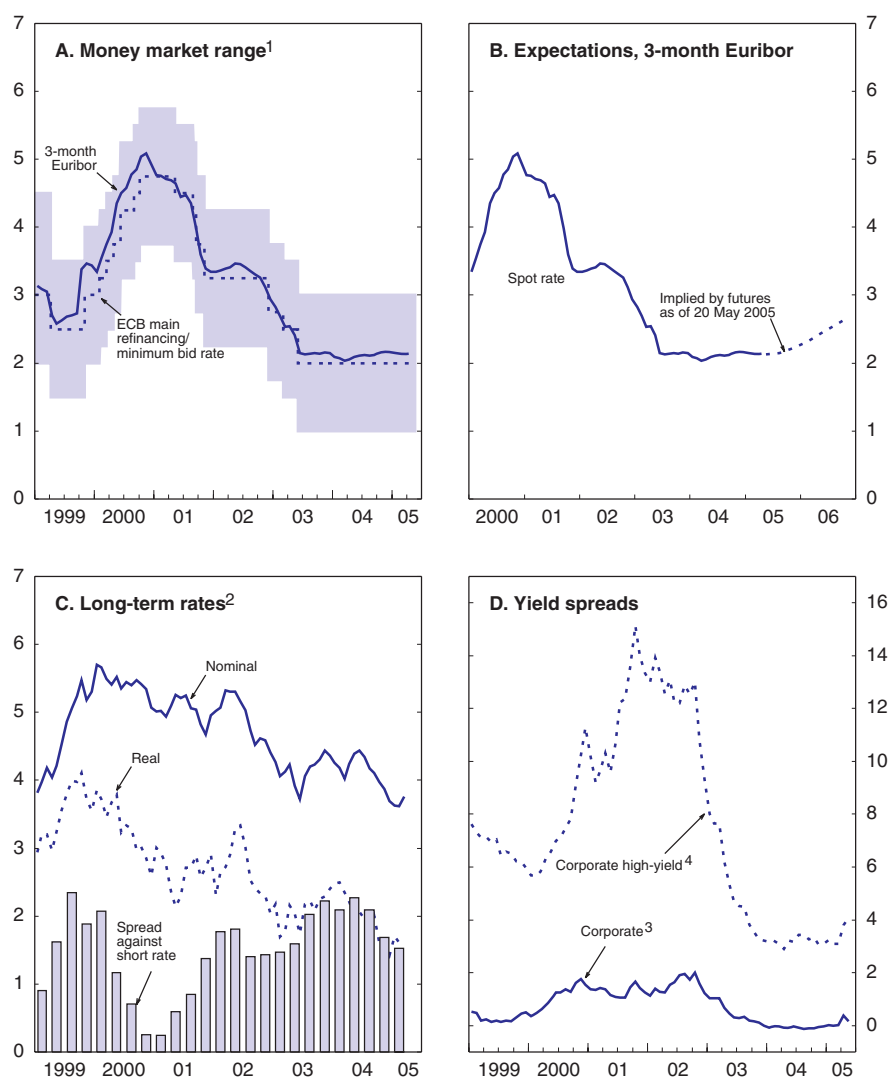 A. Money market range1
7
6
5
4
3
2
1
0
3-month
Euribor
ECB main
refinancing/
minimum bid rate
1999 2000 01 02 03 04 05
B. Expectations, 3-month Euribor
7
6
5
4
3
2
1
0
Spot rate
Implied by futures
as of 20 May 2005
2000 01 02 03 04 05 06
C. Long-term rates2
7
6
5
4
3
2
1
0
Nominal
Real
Spread
against
short rate
1999 2000 01 02 03 04 05
D. Yield spreads
16
14
12
10
8
6
4
2
0
Corporate high-yield4
Corporate3
1999 2000 01 02 03 04 05